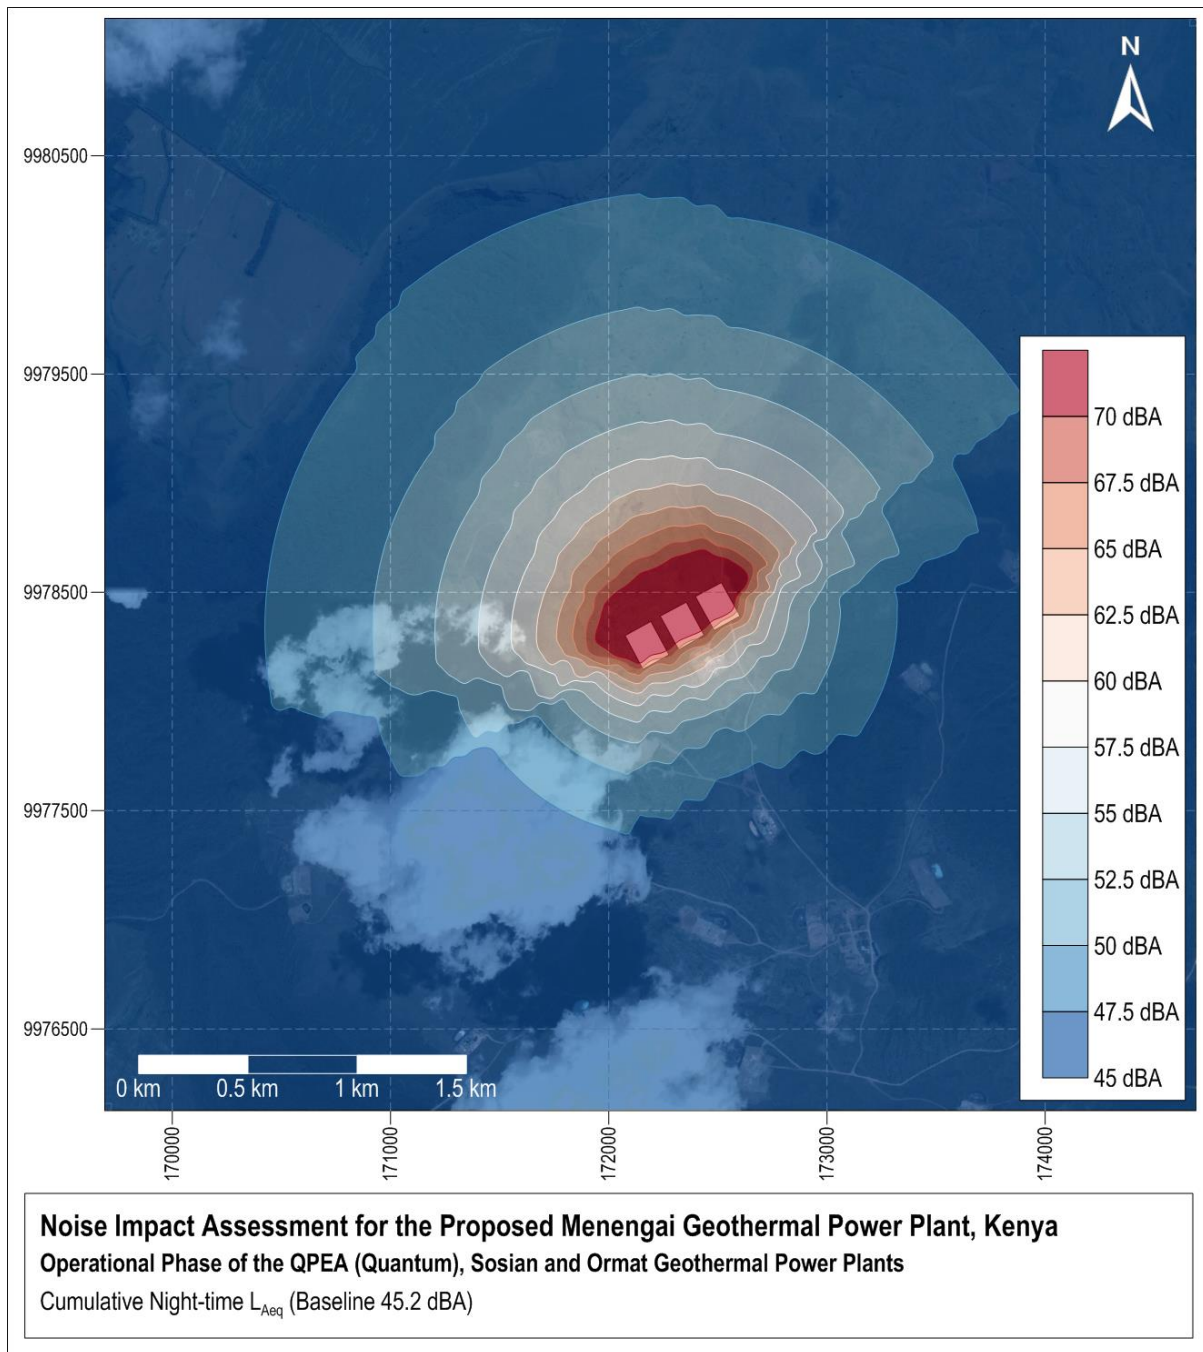 N
9980500
9979500
9978500
9977500
9976500
70 dBA
67.5 dBA
65 dBA
62.5 dBA
60 dBA
57.5 dBA
55 dBA
52.5 dBA
50 dBA
47.5 dBA
45 dBA
0 km 0.5 km 1 km 1.5 km
170000 171000 172000 173000 174000
Noise Impact Assessment for the Proposed Menengai Geothermal Power Plant, Kenya
Operational Phase of the QPEA (Quantum), Sosian and Ormat Geothermal Power Plants
Cumulative Night-time LAeq (Baseline 45.2 dBA)